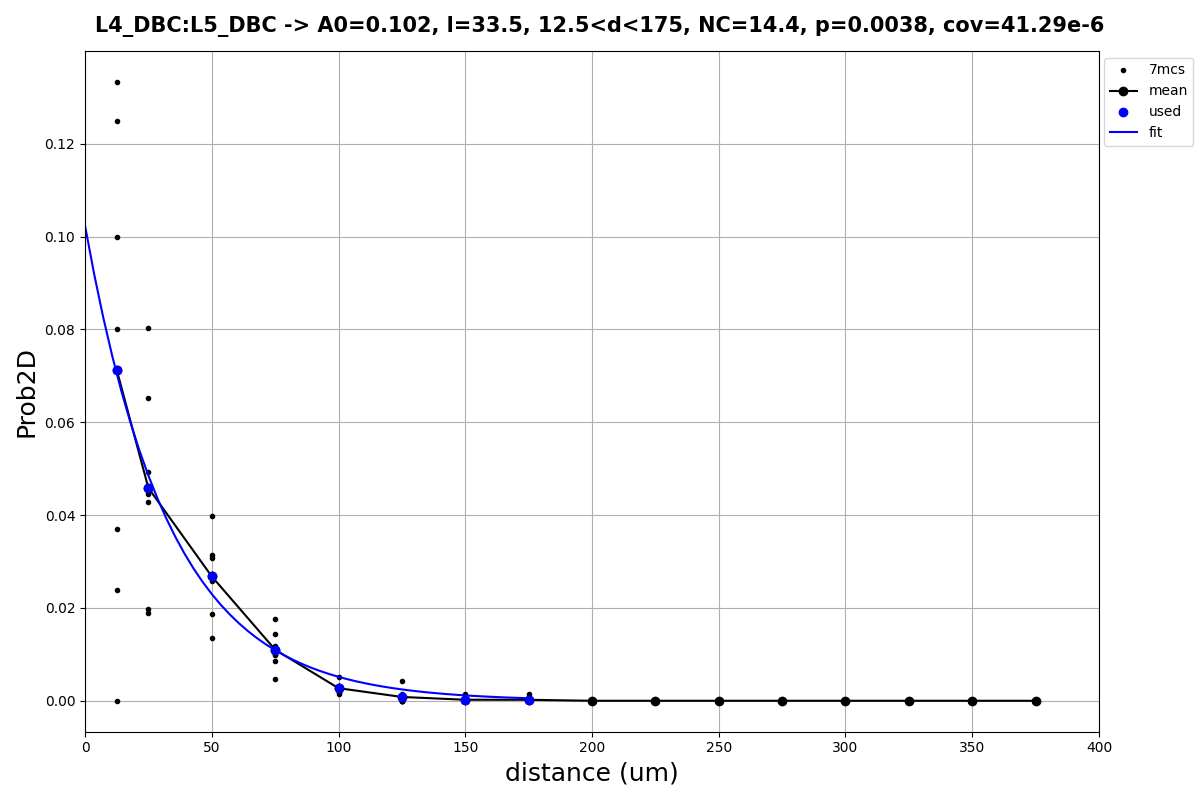 L4_DBC:L5_DBC -> A0=0.102, l=33.5, 12.5<d<175, NC=14.4, p=0.0038, cov=41.29e-6
7mcs
mean
used
fit
0.12
0.10
0.08
0.06
0.04
0.02
0.00
Prob2D
0 50 100 150 200 250 300 350 400
distance (um)